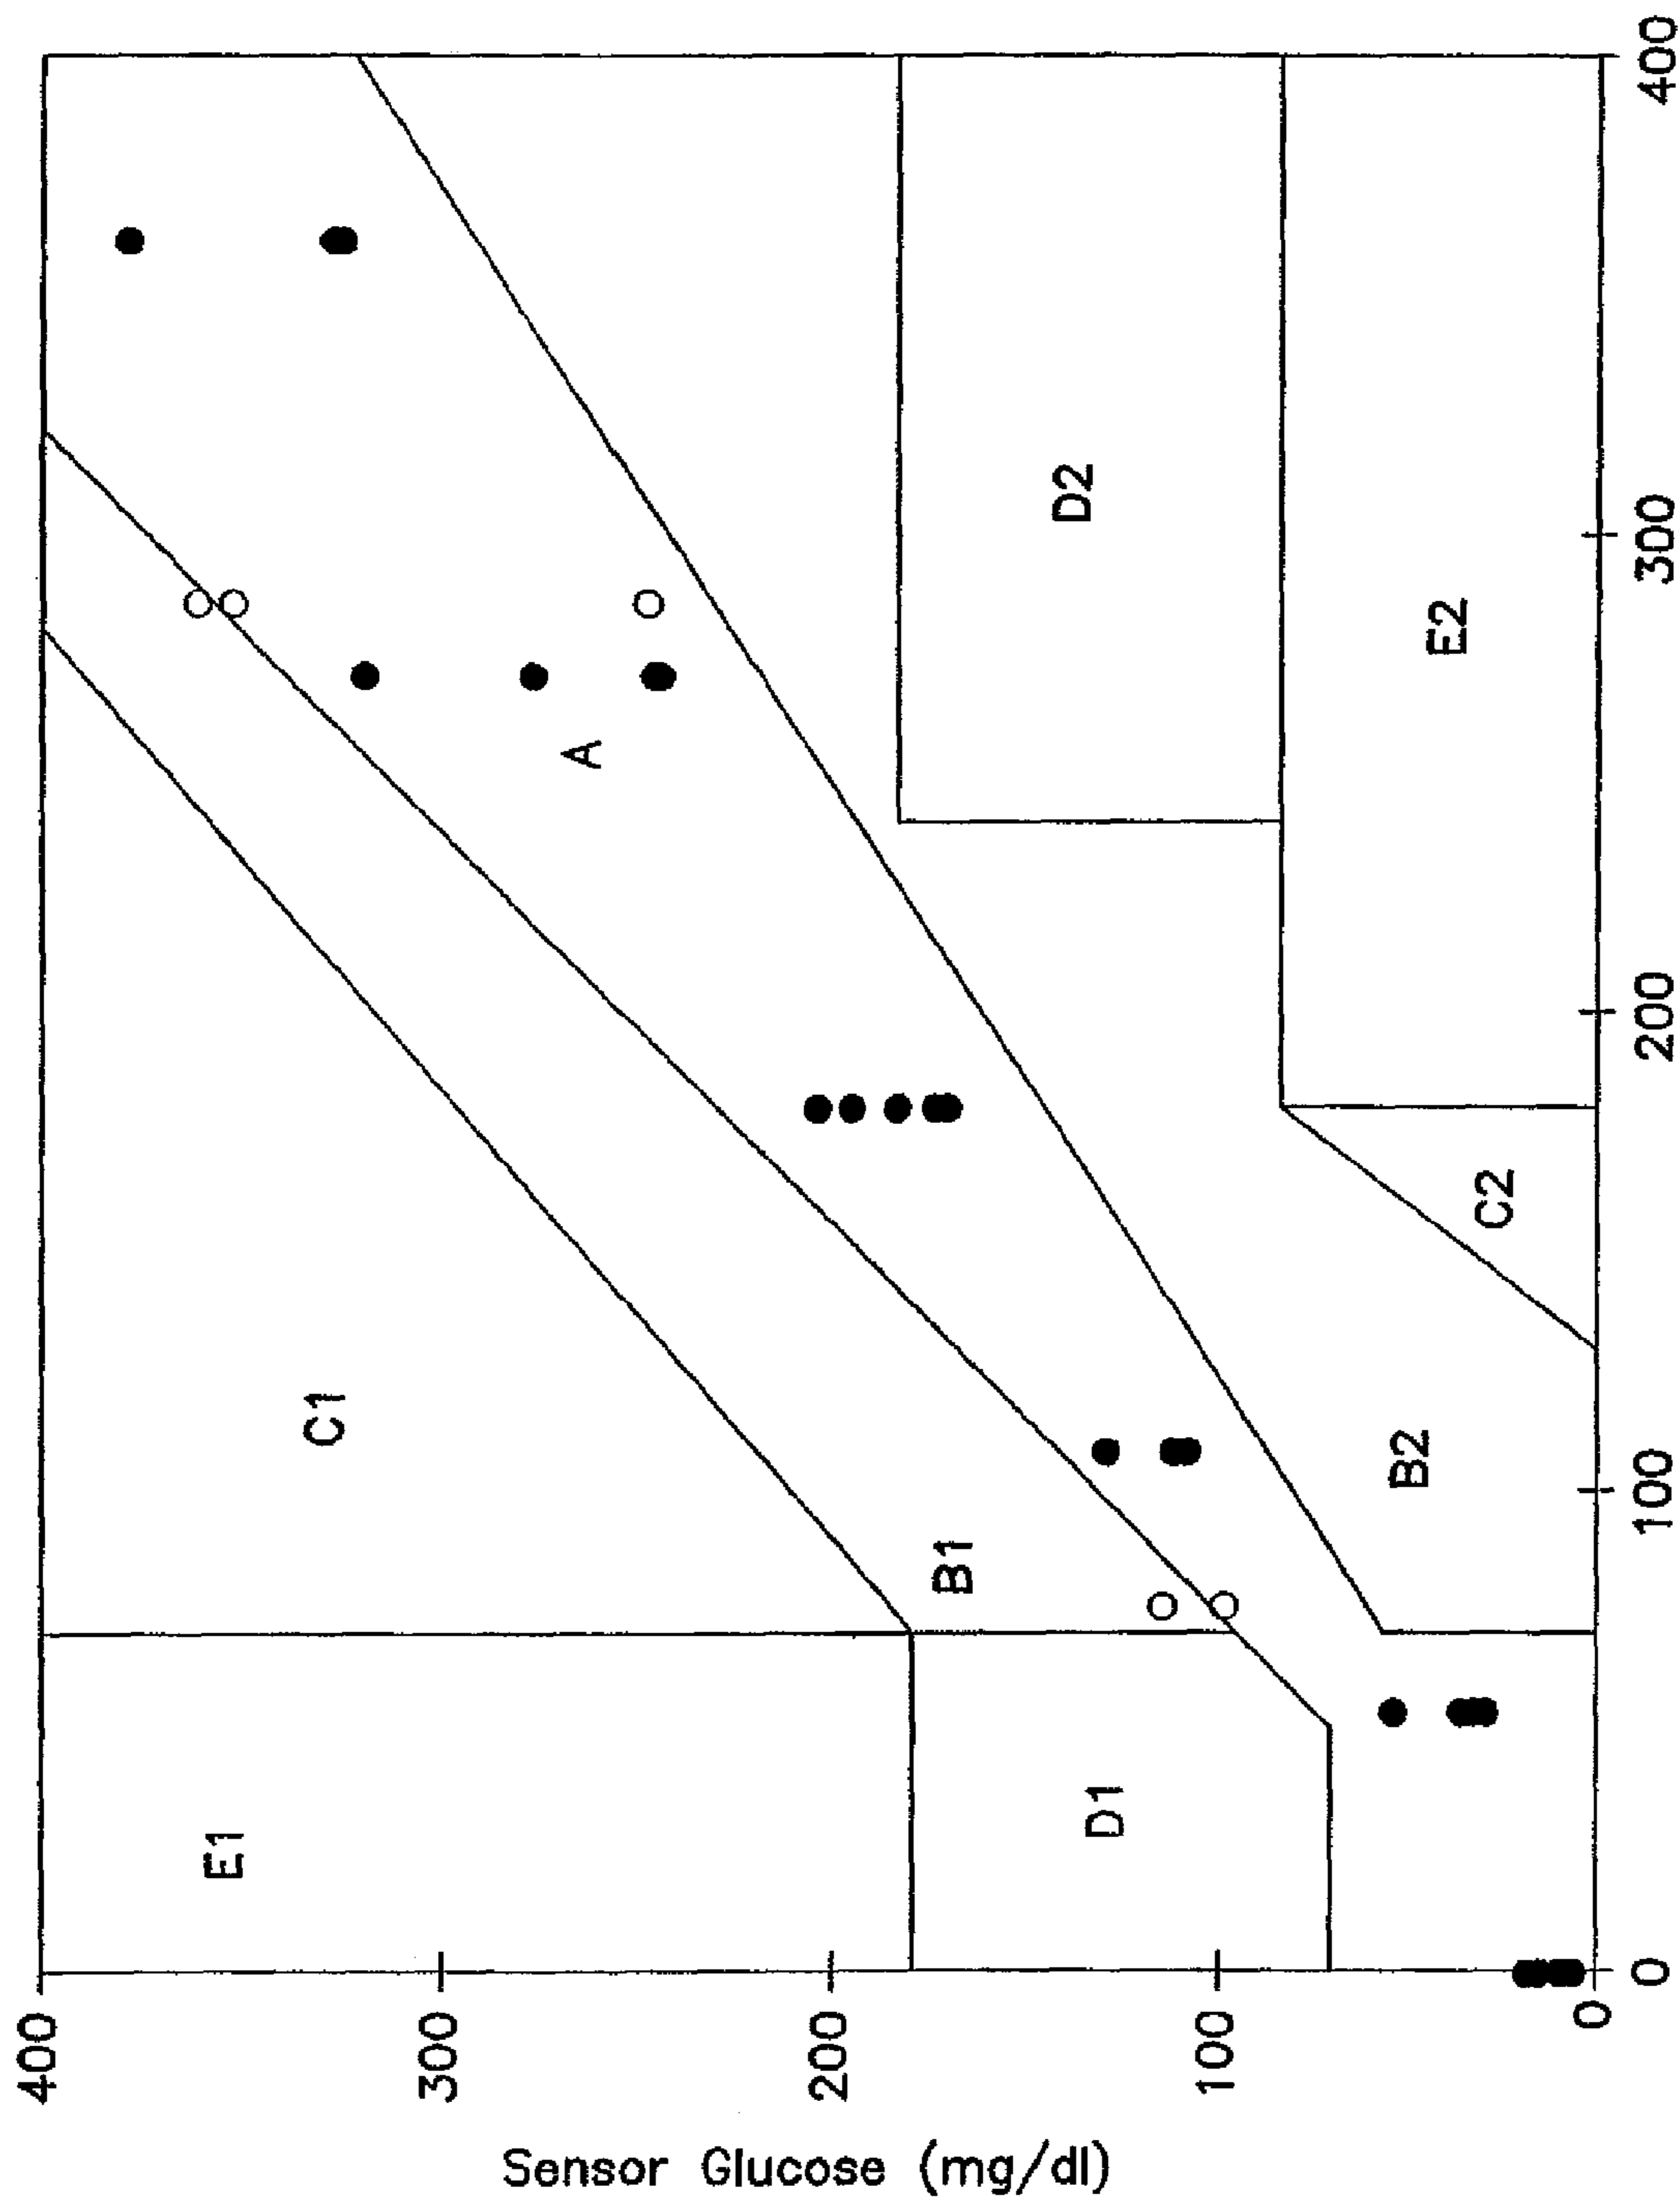 Sensor Glucose (mg/dl)
400
300
200
100
0
0
100
200
300
400
E1
C1
D1
B1
A
B2
C2
D2
E2